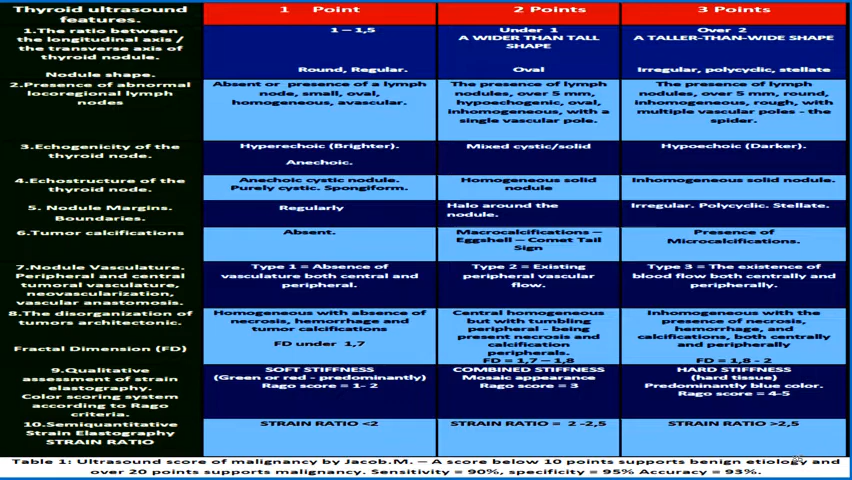 Thyroid ultrasound features.
1 Point
2 Points
3 Points
1.The ratio between the longitudinal axis / the transverse axis of thyroid nodule.
Nodule shape.
1 – 1,5
Round, Regular.
Under 1
A WIDER THAN TALL SHAPE
Oval
Over 2
A TALLER-THAN-WIDE SHAPE
Irregular, polycyclic, stellate
2.Presence of abnormal locoregional lymph nodes
Absent or presence of a lymph node, small, oval, homogeneous, avascular.
The presence of lymph nodules, over 5 mm, hypoechogenic, oval, inhomogeneous, with a single vascular pole.
The presence of lymph nodules, over 5 mm, round, inhomogeneous, rough, with multiple vascular poles - the spider.
3.Echogenicity of the thyroid node.
Hyperechoic (Brighter).
Anechoic.
Mixed cystic/solid
Hypoechoic (Darker).
4.Echostructure of the thyroid node.
Anechoic cystic nodule. Purely cystic. Spongiform.
Homogeneous solid nodule
Inhomogeneous solid nodule.
5. Nodule Margins. Boundaries.
Regularly
Halo around the nodule.
Irregular. Polycyclic. Stellate.
6.Tumor calcifications
Absent.
Macrocalcifications – Eggshell – Comet Tail Sign
Presence of Microcalcifications.
7.Nodule Vasculature. Peripheral and central tumoral vasculature, neovascularization, vascular anastomosis.
Type 1 = Absence of vasculature both central and peripheral.
Type 2 = Existing peripheral vascular flow.
Type 3 = The existence of blood flow both centrally and peripherally.
8.The disorganization of tumors architectonic.
Fractal Dimension (FD)
Homogeneous with absence of necrosis, hemorrhage and tumor calcifications
FD under 1,7
Central homogeneous but with tumbling peripheral - being present necrosis and calcification peripherals.
FD = 1,7 – 1,8
Inhomogeneous with the presence of necrosis, hemorrhage, and calcifications, both centrally and peripherally
FD = 1,8 - 2
9.Qualitative assessment of strain elastography.
Color scoring system according to Rago criteria.
SOFT STIFFNESS
(Green or red - predominantly)
Rago score = 1- 2
COMBINED STIFFNESS
Mosaic appearance
Rago score = 3
HARD STIFFNESS
(hard tissue)
Predominantly blue color.
Rago score = 4-5
10.Semiquantitative Strain Elastography
STRAIN RATIO
STRAIN RATIO <2
STRAIN RATIO = 2 -2,5
STRAIN RATIO >2,5
Table 1: Ultrasound score of malignancy by Jacob.M. – A score below 10 points supports benign etiology and
over 20 points supports malignancy. Sensitivity = 90%, specificity = 95% Accuracy = 93%.